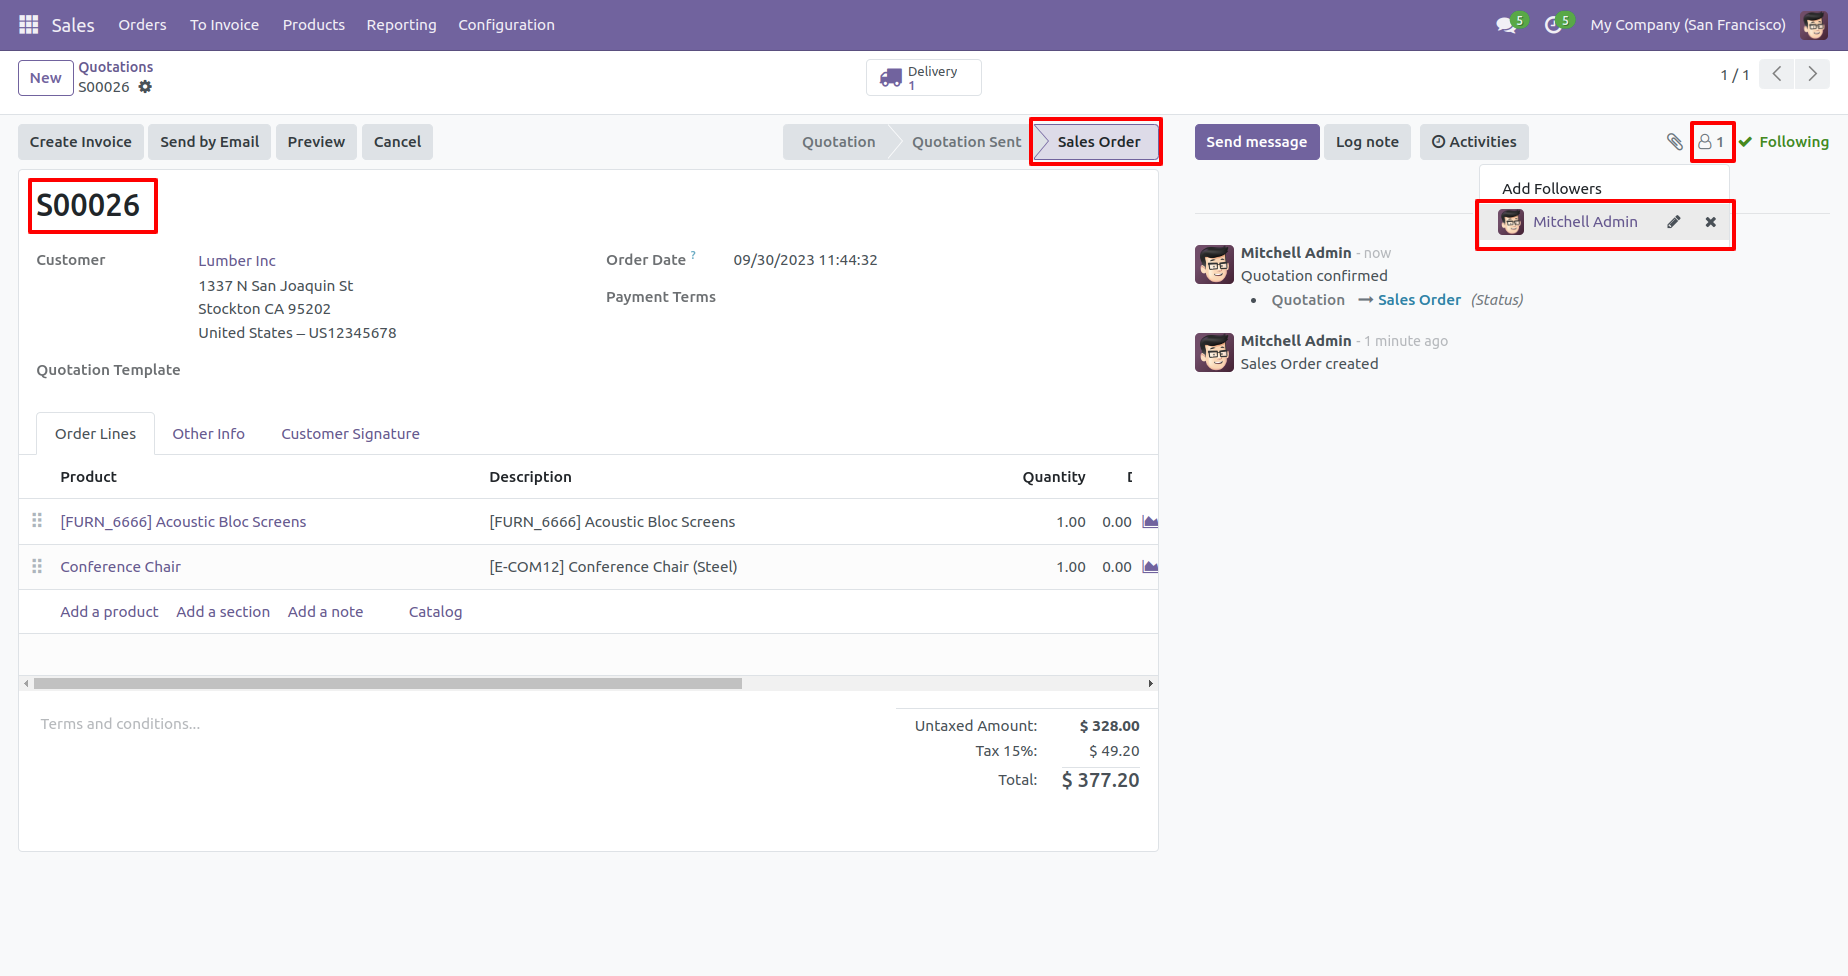 Sales Orders To Invoice Products Reporting Configuration 5 5 My Company (San Francisco)
New Quotations
S00026
Delivery
1
1 / 1
Create Invoice Send by Email Preview Cancel Quotation Quotation Sent Sales Order
Send message Log note Activities 1 Following
Add Followers
Mitchell Admin
S00026
Customer Lumber Inc
1337 N San Joaquin St
Stockton CA 95202
United States – US12345678
Order Date ? 09/30/2023 11:44:32
Payment Terms
Quotation Template
Mitchell Admin - now
Quotation confirmed
• Quotation → Sales Order (Status)
Mitchell Admin - 1 minute ago
Sales Order created
Order Lines Other Info Customer Signature
Product Description Quantity
[FURN_6666] Acoustic Bloc Screens [FURN_6666] Acoustic Bloc Screens 1.00 0.00
Conference Chair [E-COM12] Conference Chair (Steel) 1.00 0.00
Add a product Add a section Add a note Catalog
Terms and conditions...
Untaxed Amount: $ 328.00
Tax 15%: $ 49.20
Total: $ 377.20